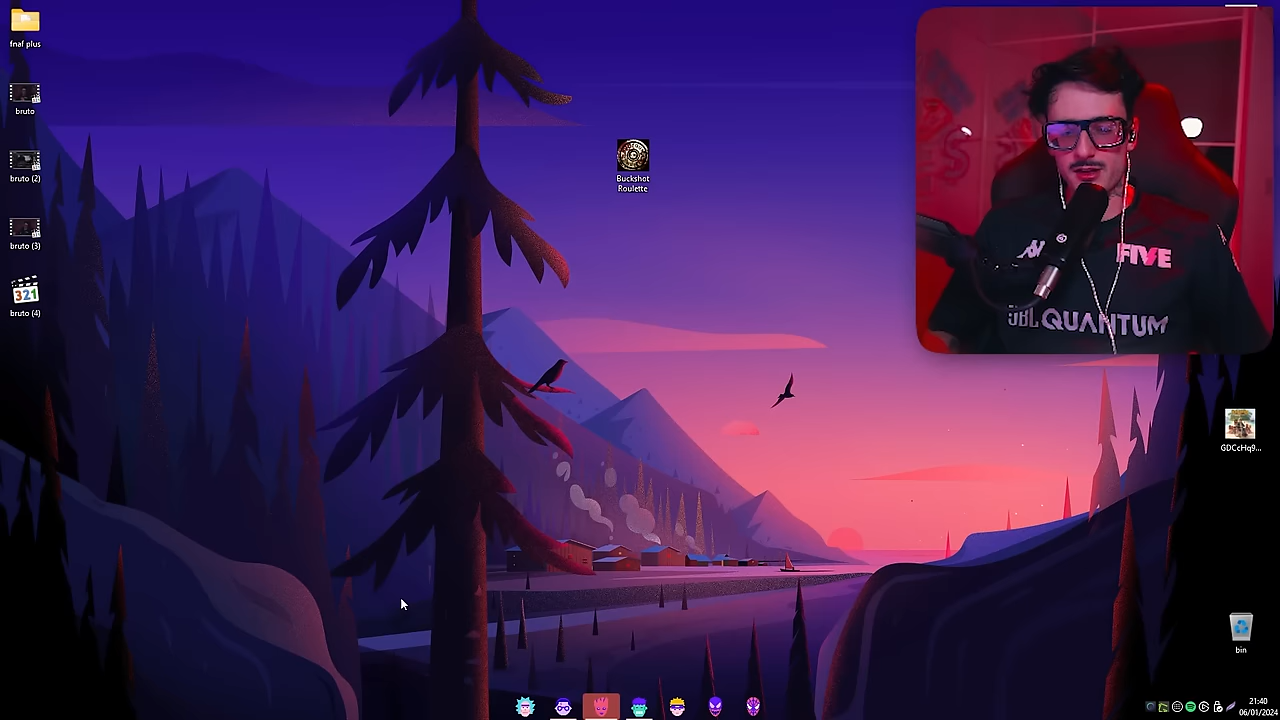 fnaf plus
bruto
bruto (2)
bruto (3)
321
bruto (4)
Buckshot
Roulette
FIVE
JBL QUANTUM
GDCcHq9...
bin
21:40
06/01/2024